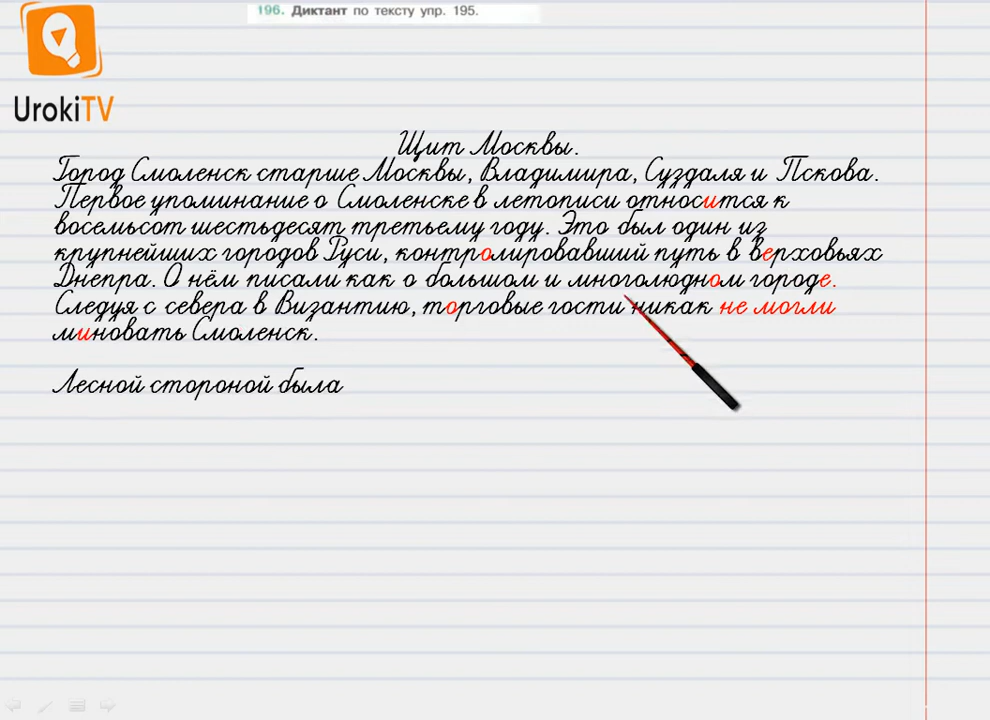 196. Диктант по тексту упр. 195.
UrokiTV
Щит Москвы.
Город Смоленск старше Москвы, Владимира, Суздаля и Пскова.
Первое упоминание о Смоленске в летописи относится к
восемьсот шестьдесят третьему году. Это был один из
крупнейших городов Руси, контролировавший путь в верховьях
Днепра. О нём писали как о большом и многолюдном городе.
Следуя с севера в Византию, торговые гости никак не могли
миновать Смоленск.
Лесной стороной была